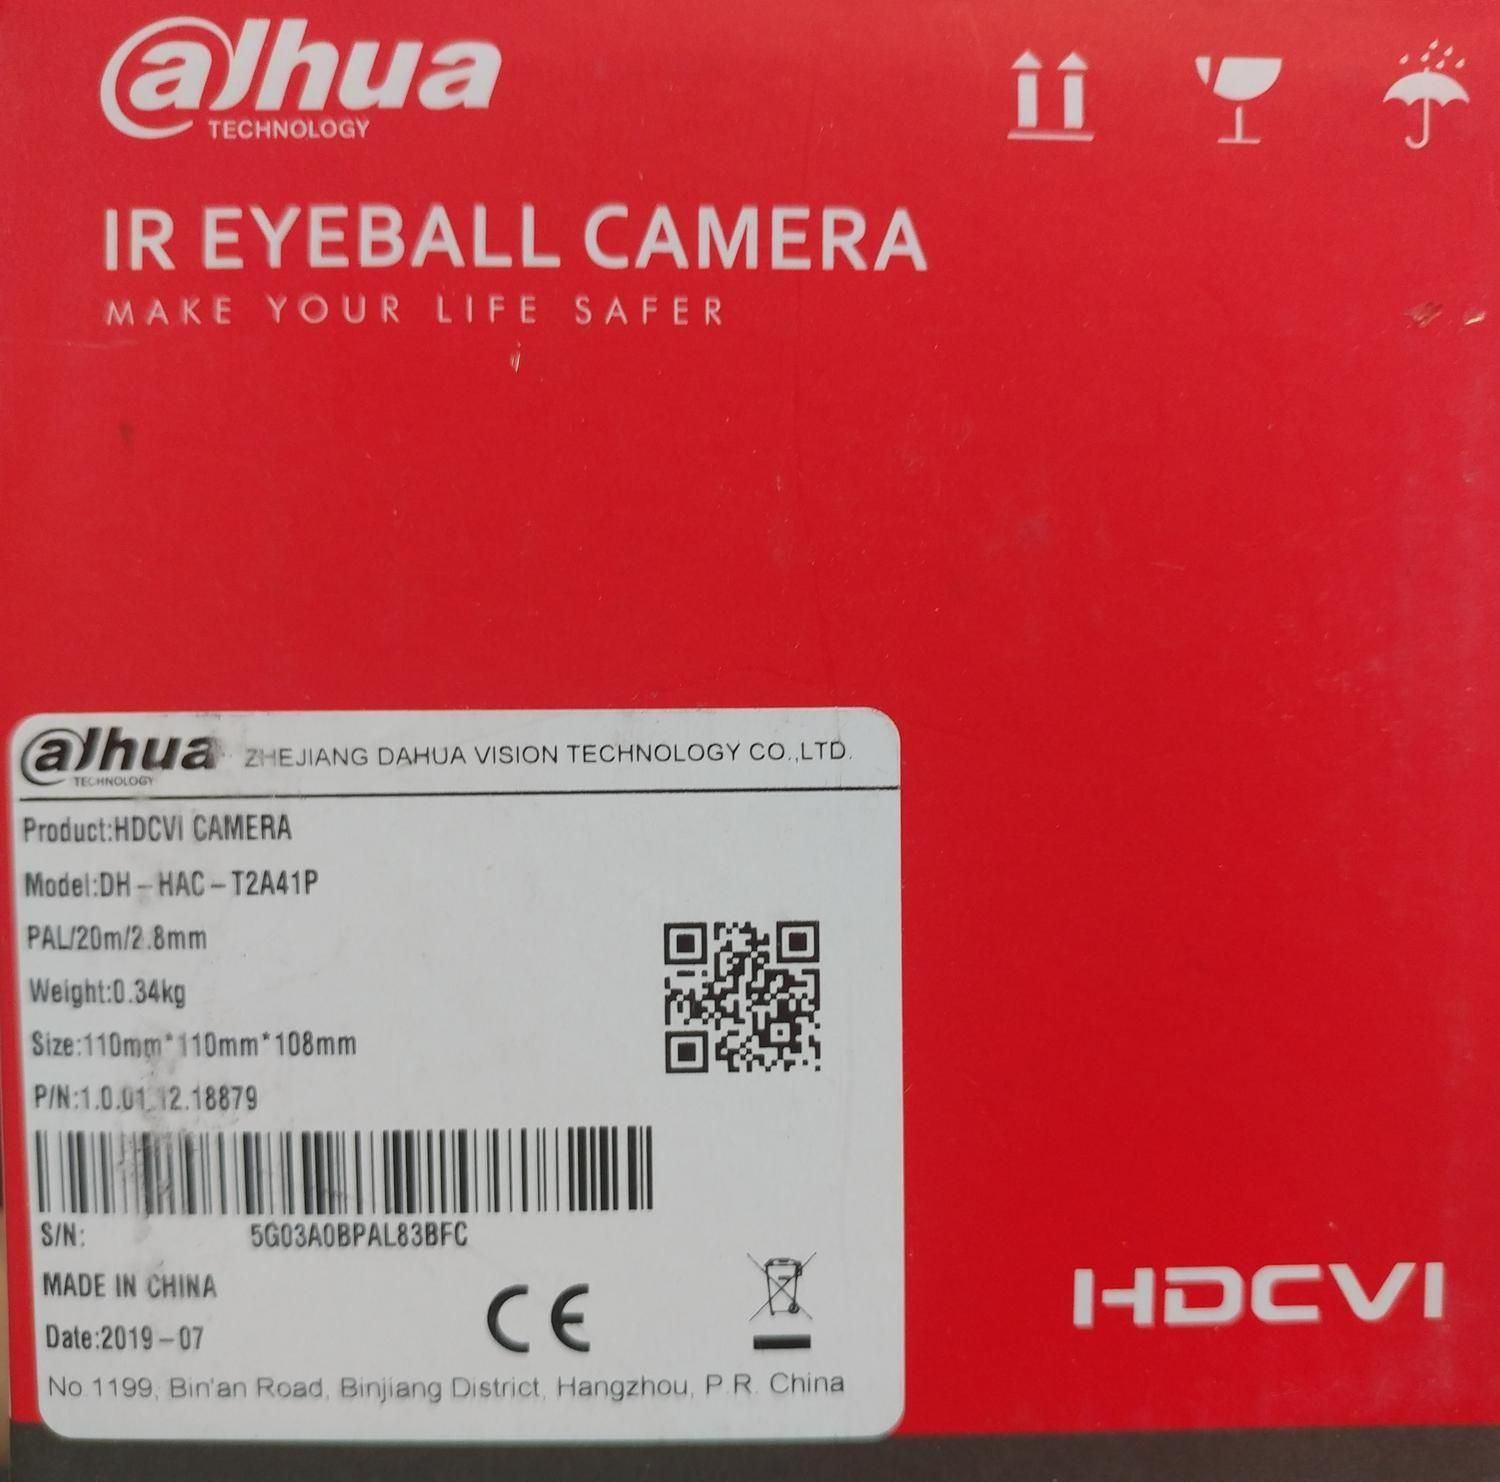 alhua
TECHNOLOGY
IR EYEBALL CAMERA
MAKE YOUR LIFE SAFER
alhua
TECHNOLOGY
ZHEJIANG DAHUA VISION TECHNOLOGY CO.,LTD.
Product:HDCVI CAMERA
Model:DH-HAC-T2A41P
PAL/20m/2.8mm
Weight:0.34kg
Size:110mm*110mm*108mm
P/N:1.0.01.12.18879
S/N: 5G03A0BPAL83BFC
MADE IN CHINA
Date:2019-07
CE
No.1199, Bin'an Road, Binjiang District, Hangzhou, P.R. China
HDCVI